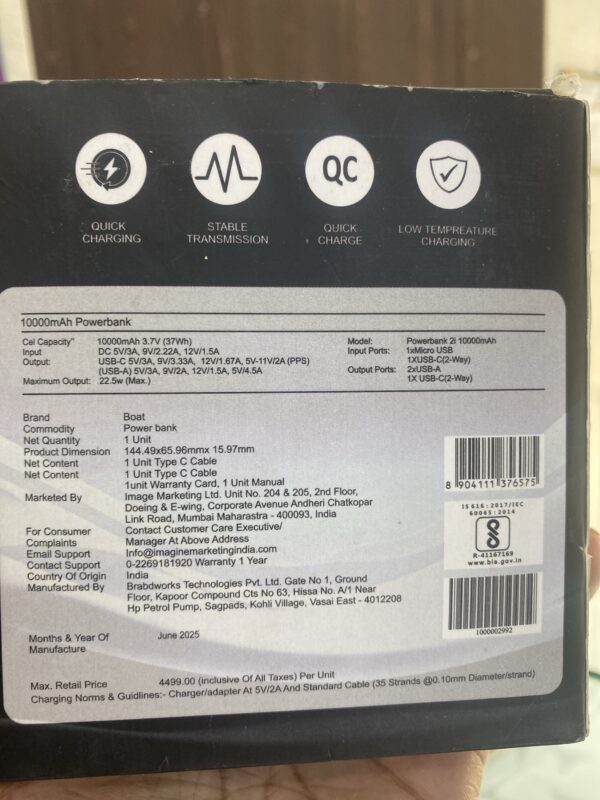 QC
QUICK
CHARGING
STABLE
TRANSMISSION
QUICK
CHARGE
LOW TEMPREATURE
CHARGING
10000mAh Powerbank
Cel Capacity" 10000mAh 3.7V (37Wh)
Input DC 5V/3A, 9V/2.22A, 12V/1.5A
Output: USB-C 5V/3A, 9V/3.33A, 12V/1.67A, 5V-11V/2A (PPS)
(USB-A) 5V/3A, 9V/2A, 12V/1.5A, 5V/4.5A
Maximum Output: 22.5w (Max.)
Model: Powerbank 2i 10000mAh
Input Ports: 1xMicro USB
1XUSB-C(2-Way)
Output Ports: 2xUSB-A
1X USB-C(2-Way)
Brand Boat
Commodity Power bank
Net Quantity 1 Unit
Product Dimension 144.49x65.96mmx 15.97mm
Net Content 1 Unit Type C Cable
Net Content 1 Unit Type C Cable
1unit Warranty Card, 1 Unit Manual
Marketed By Image Marketing Ltd. Unit No. 204 & 205, 2nd Floor,
Doeing & E-wing, Corporate Avenue Andheri Chatkopar
Link Road, Mumbai Maharastra - 400093, India
For Consumer Contact Customer Care Executive/
Complaints Manager At Above Address
Email Support Info@imaginemarketingindia.com
Contact Support 0-2269181920 Warranty 1 Year
Country Of Origin India
Manufactured By Brabdworks Technologies Pvt. Ltd. Gate No 1, Ground
Floor, Kapoor Compound Cts No 63, Hissa No. A/1 Near
Hp Petrol Pump, Sagpads, Kohli Village, Vasai East - 4012208
Months & Year Of June 2025
Manufacture
Max. Retail Price 4499.00 (inclusive Of All Taxes) Per Unit
Charging Norms & Guidlines:- Charger/adapter At 5V/2A And Standard Cable (35 Strands @0.10mm Diameter/strand)
8 904111 376575
IS 616:2017/IEC
60065:2014
R-41167169
www.bis.gov.in
1000002992